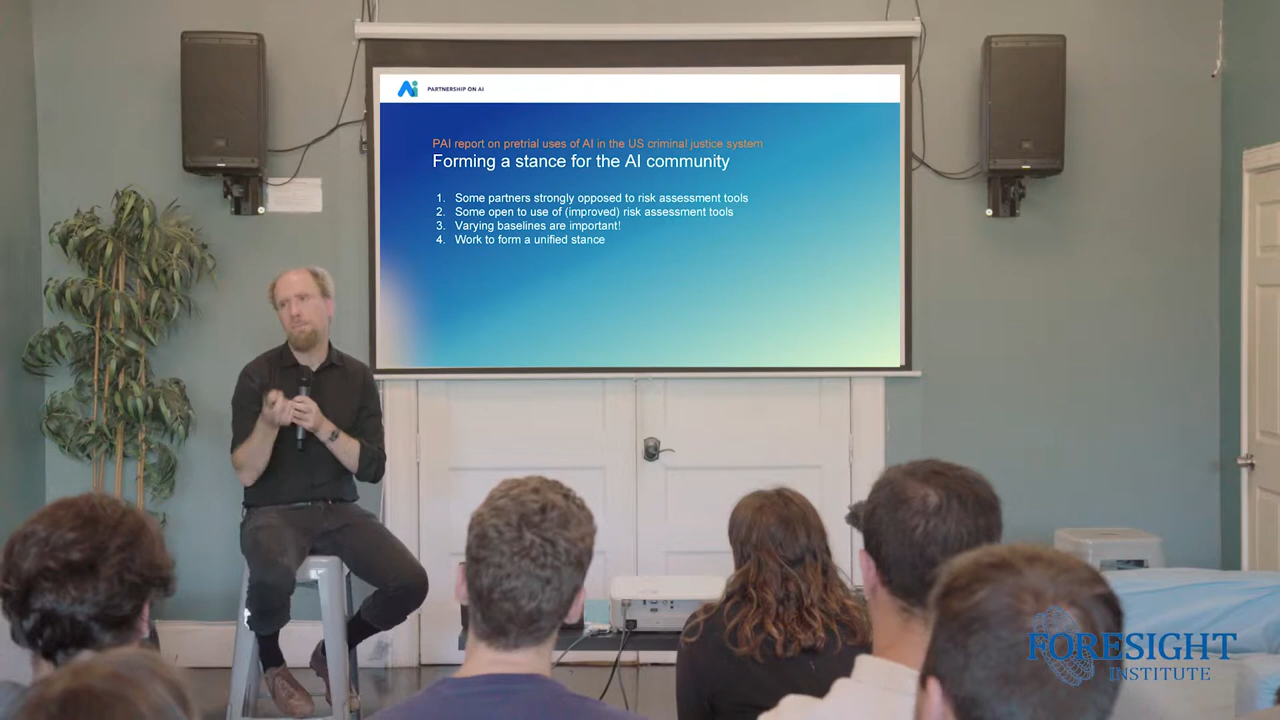 PARTNERSHIP ON AI
PAI report on pretrial uses of AI in the US criminal justice system
Forming a stance for the AI community
1. Some partners strongly opposed to risk assessment tools
2. Some open to use of (improved) risk assessment tools
3. Varying baselines are important!
4. Work to form a unified stance
FORESIGHT
INSTITUTE